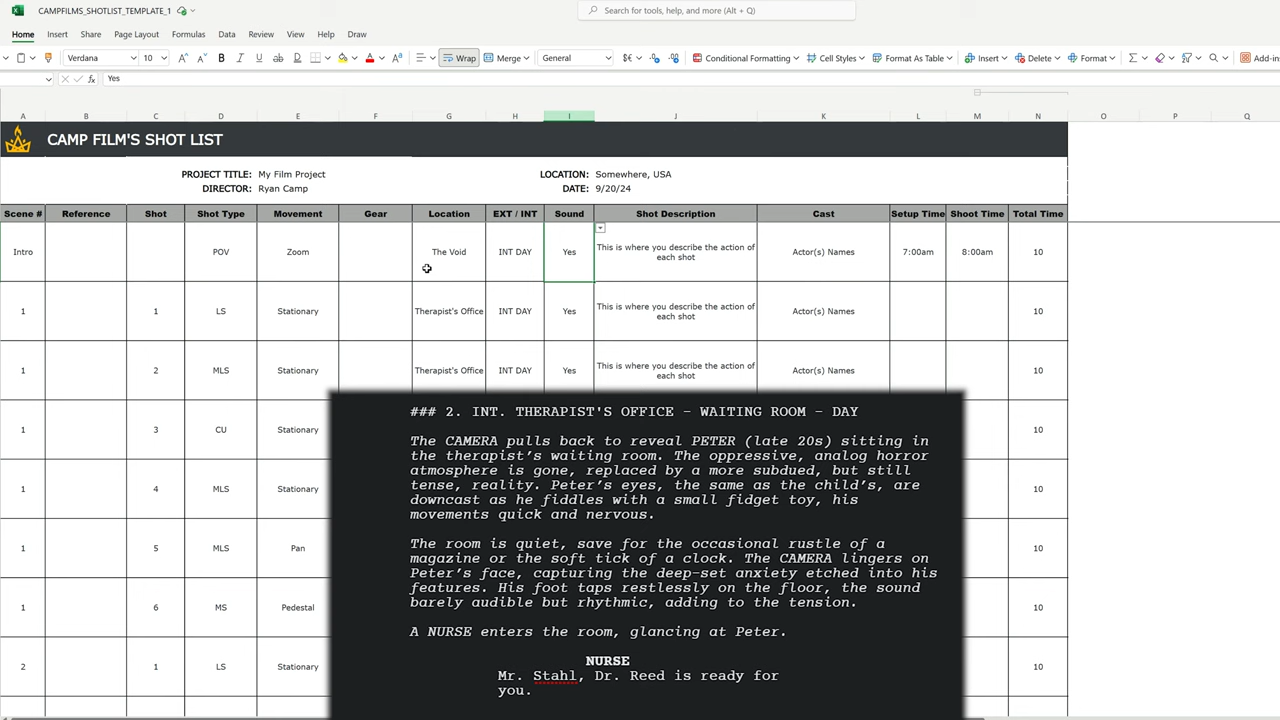 CAMPFILMS_SHOTLIST_TEMPLATE_1
Search for tools, help, and more (Alt + Q)
Home Insert Share Page Layout Formulas Data Review View Help Draw
Verdana 10 B U ab D A Wrap Merge General Conditional Formatting Cell Styles Format As Table Insert Delete Format Add-ins
fx Yes
A B C D E F G H I J K L M N O P Q
CAMP FILM'S SHOT LIST
PROJECT TITLE: My Film Project LOCATION: Somewhere, USA
DIRECTOR: Ryan Camp DATE: 9/20/24
Scene # Reference Shot Shot Type Movement Gear Location EXT / INT Sound Shot Description Cast Setup Time Shoot Time Total Time
Intro POV Zoom The Void INT DAY Yes This is where you describe the action of each shot Actor(s) Names 7:00am 8:00am 10
1 1 LS Stationary Therapist's Office INT DAY Yes This is where you describe the action of each shot Actor(s) Names 10
1 2 MLS Stationary Therapist's Office INT DAY Yes This is where you describe the action of each shot Actor(s) Names 10
1 3 CU Stationary 10
1 4 MLS Stationary 10
1 5 MLS Pan 10
1 6 MS Pedestal 10
2 1 LS Stationary 10
### 2. INT. THERAPIST'S OFFICE - WAITING ROOM - DAY
The CAMERA pulls back to reveal PETER (late 20s) sitting in
the therapist's waiting room. The oppressive, analog horror
atmosphere is gone, replaced by a more subdued, but still
tense, reality. Peter's eyes, the same as the child's, are
downcast as he fiddles with a small fidget toy, his
movements quick and nervous.
The room is quiet, save for the occasional rustle of a
magazine or the soft tick of a clock. The CAMERA lingers on
Peter's face, capturing the deep-set anxiety etched into his
features. His foot taps restlessly on the floor, the sound
barely audible but rhythmic, adding to the tension.
A NURSE enters the room, glancing at Peter.
NURSE
Mr. Stahl, Dr. Reed is ready for
you.